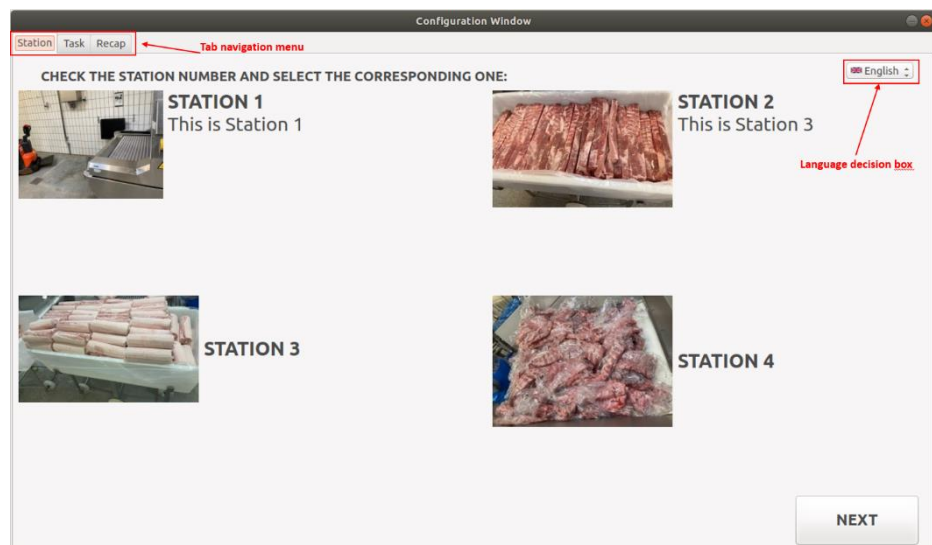 Configuration Window
Station Task Recap
Tab navigation menu
CHECK THE STATION NUMBER AND SELECT THE CORRESPONDING ONE:
English
STATION 1
This is Station 1
STATION 2
This is Station 3
Language decision box
STATION 3
STATION 4
NEXT